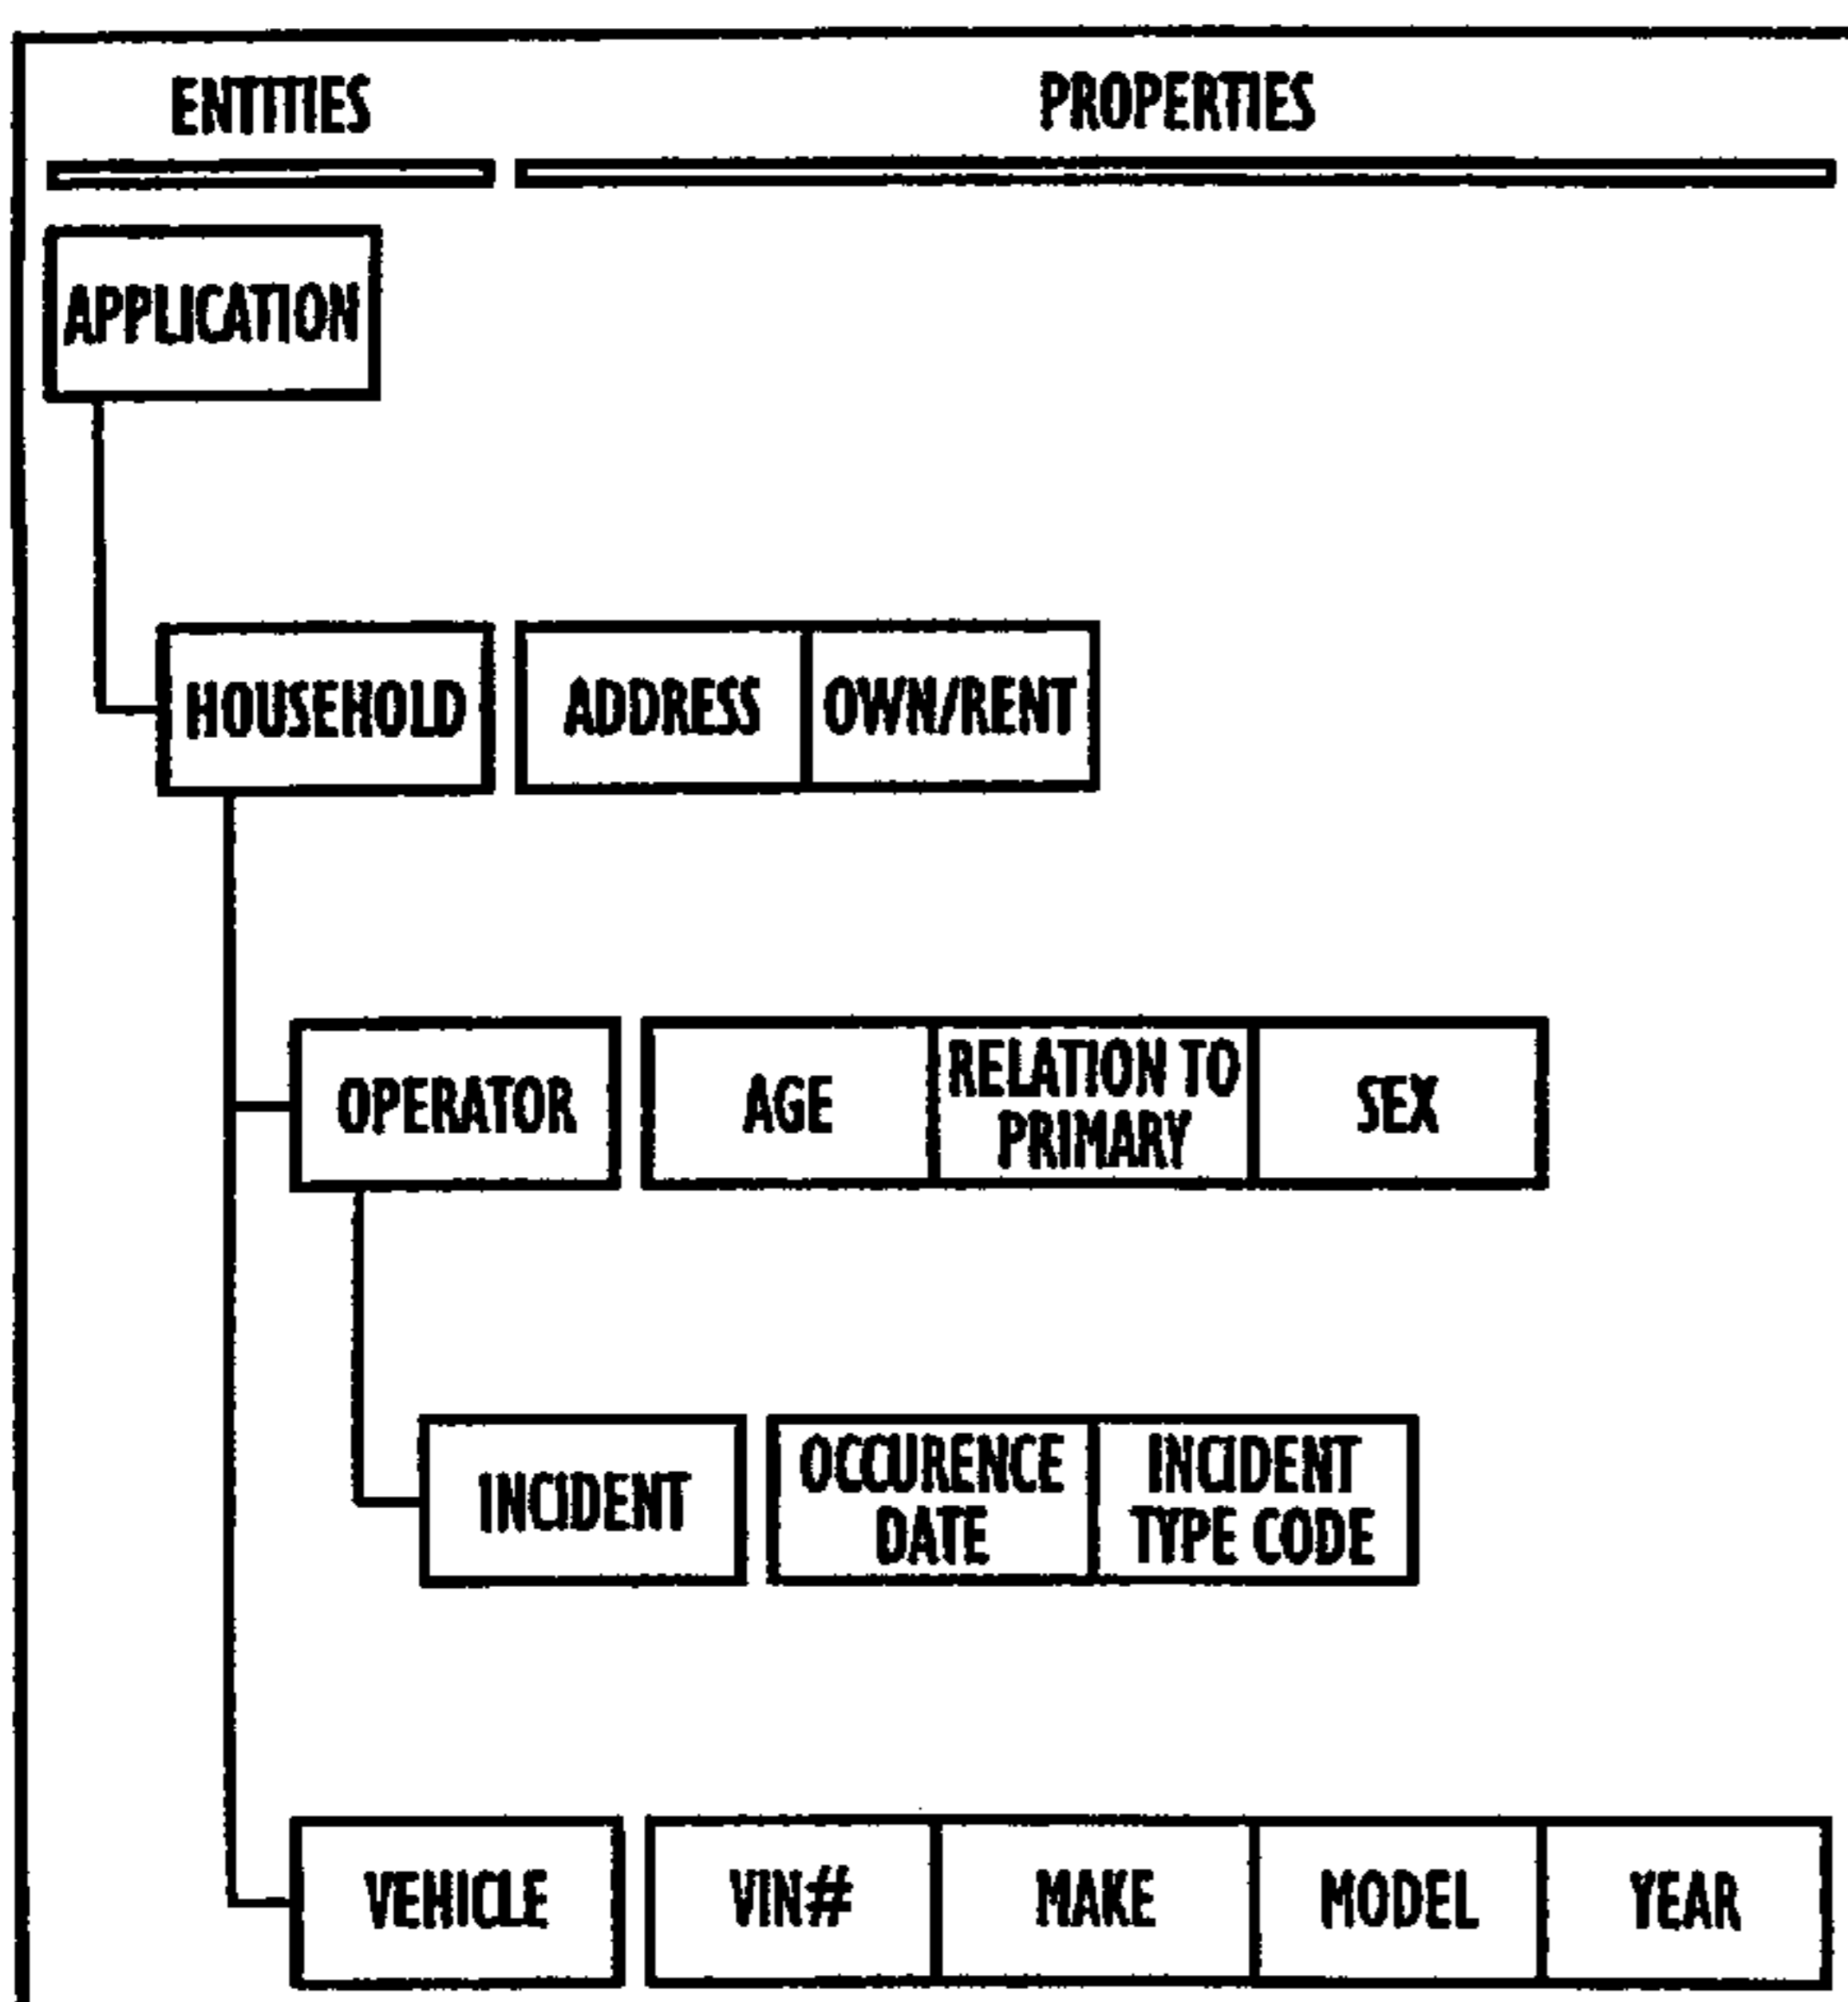 ENTITIES PROPERTIES
APPLICATION
HOUSEHOLD ADDRESS OWN/RENT
OPERATOR AGE RELATION TO PRIMARY SEX
INCIDENT OCCURENCE DATE INCIDENT TYPE CODE
VEHICLE VIN# MAKE MODEL YEAR